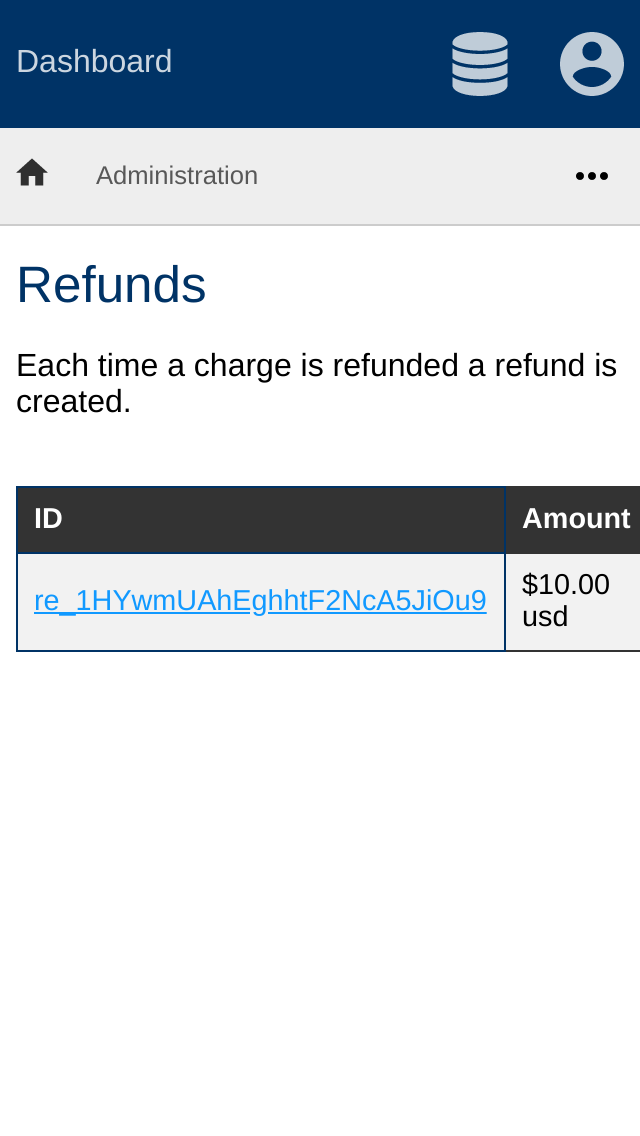 Dashboard
Administration
Refunds
Each time a charge is refunded a refund is
created.
ID Amount
re_1HYwmUAhEghhtF2NcA5JiOu9 $10.00
usd